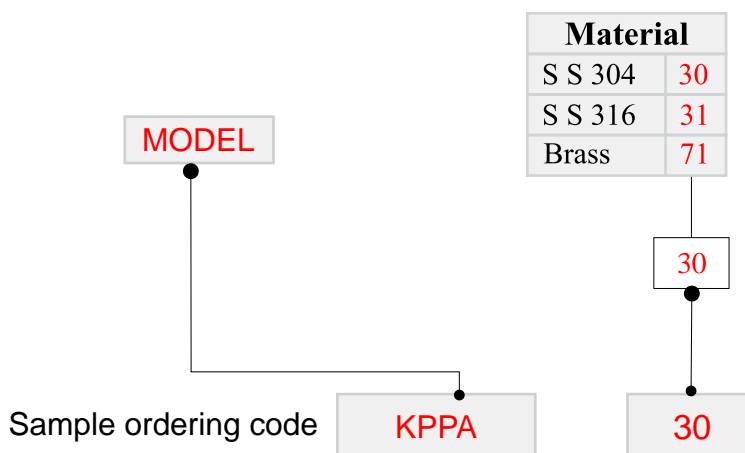 Material
S S 304 30
S S 316 31
Brass 71
MODEL
30
Sample ordering code KPPA 30